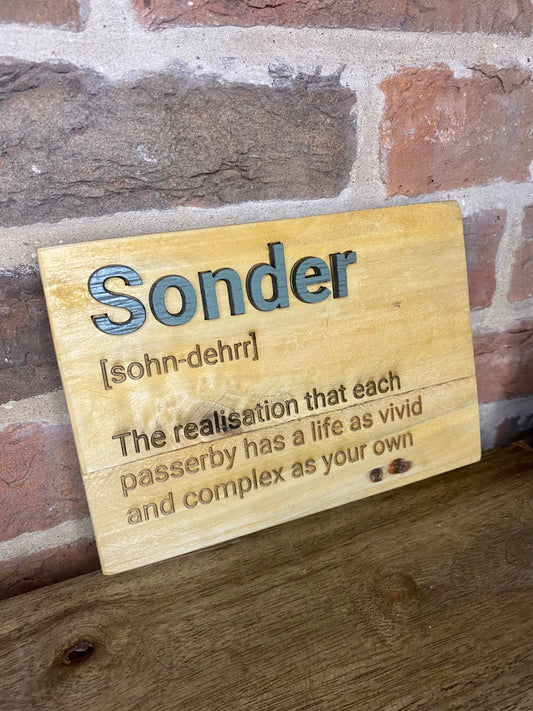 Sonder
[sohn-dehrr]
The realisation that each
passerby has a life as vivid
and complex as your own